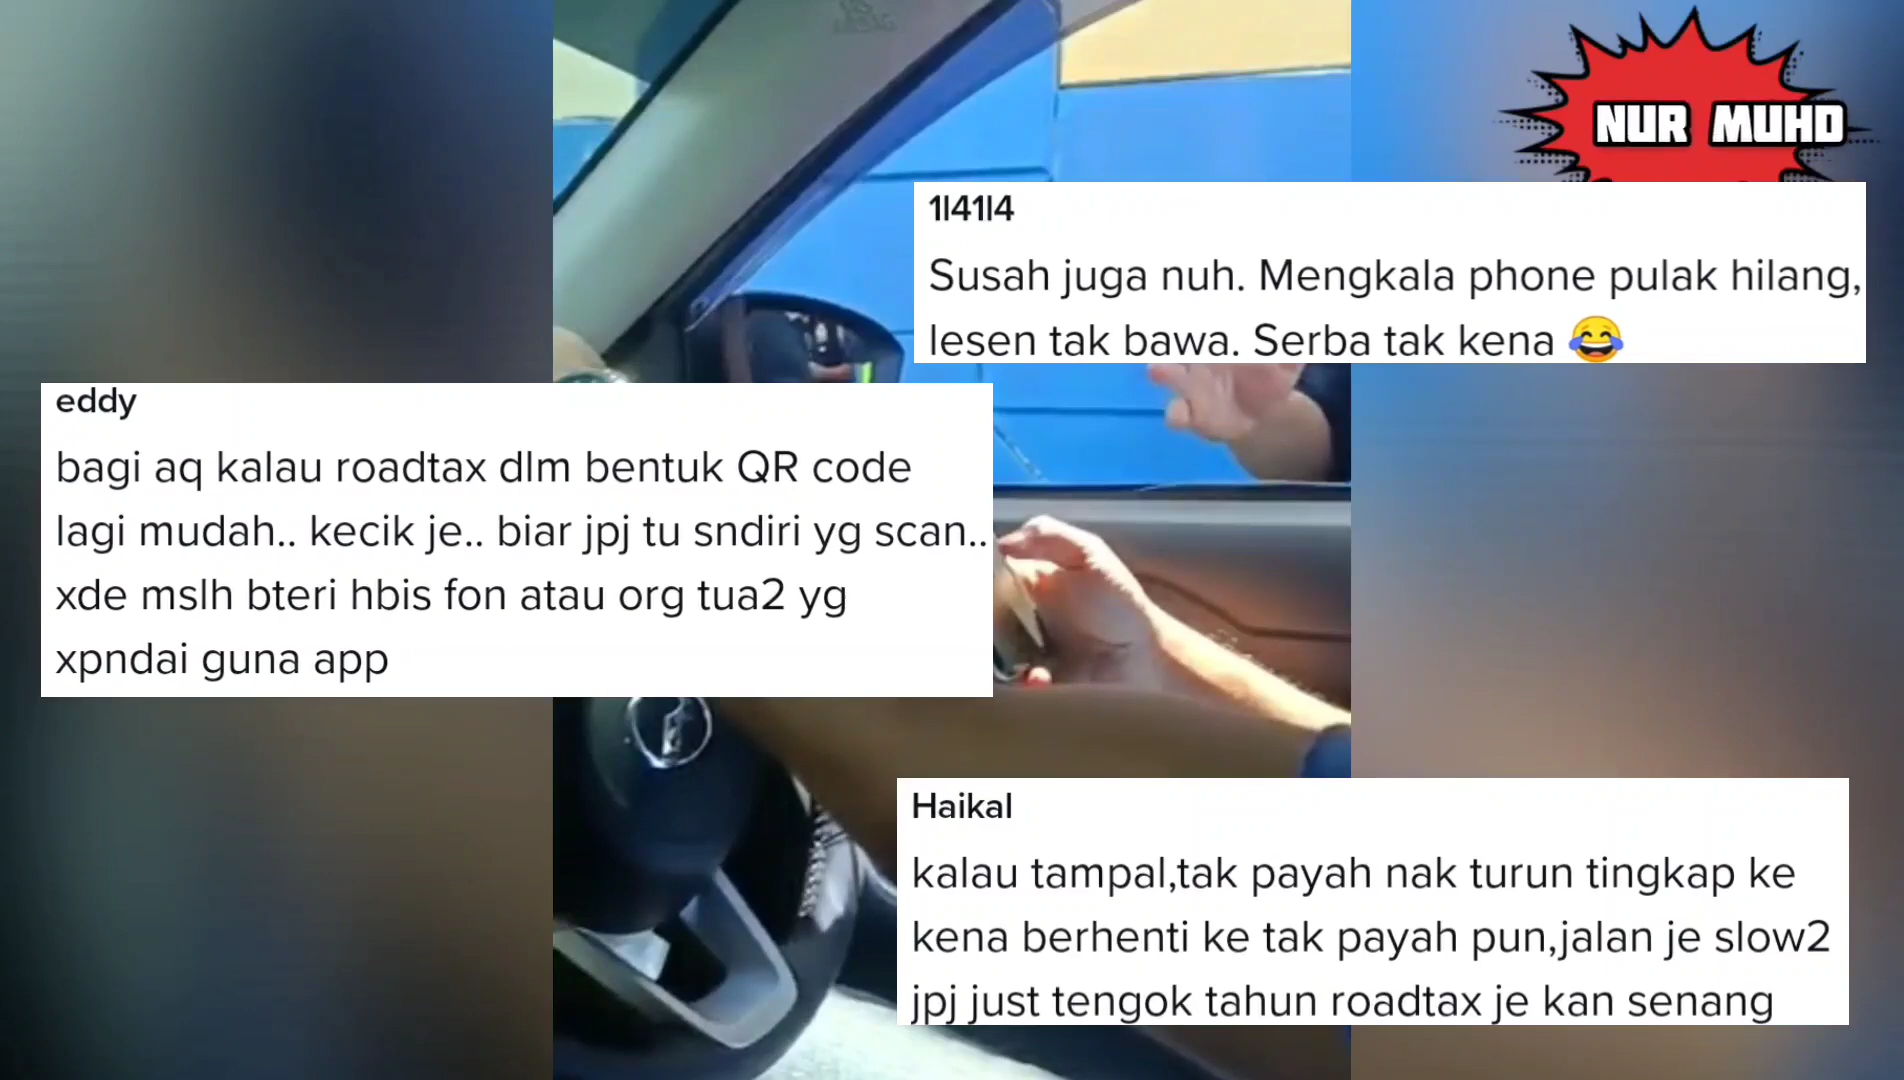 NUR MUHD
1l41l4
Susah juga nuh. Mengkala phone pulak hilang,
lesen tak bawa. Serba tak kena 😂
eddy
bagi aq kalau roadtax dlm bentuk QR code
lagi mudah.. kecik je.. biar jpj tu sndiri yg scan..
xde mslh bteri hbis fon atau org tua2 yg
xpndai guna app
Haikal
kalau tampal,tak payah nak turun tingkap ke
kena berhenti ke tak payah pun,jalan je slow2
jpj just tengok tahun roadtax je kan senang